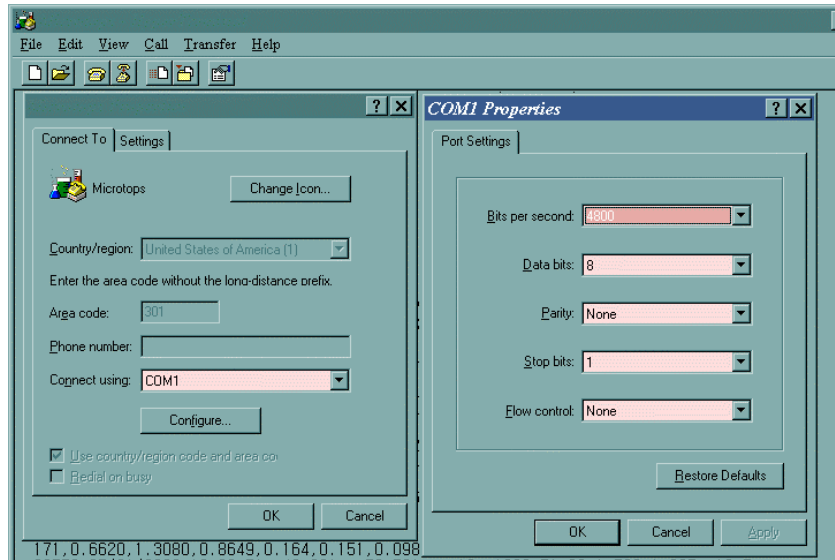 File Edit View Call Transfer Help
Connect To Settings
Microtops
Change Icon...
Country/region: United States of America (1)
Enter the area code without the long-distance prefix.
Area code: 301
Phone number:
Connect using: COM1
Configure...
Use country/region code and area co
Redial on busy
OK Cancel
171,0.6620,1.3080,0.8649,0.164,0.151,0.098
COM1 Properties
Port Settings
Bits per second: 4800
Data bits: 8
Parity: None
Stop bits: 1
Flow control: None
Restore Defaults
OK Cancel Apply